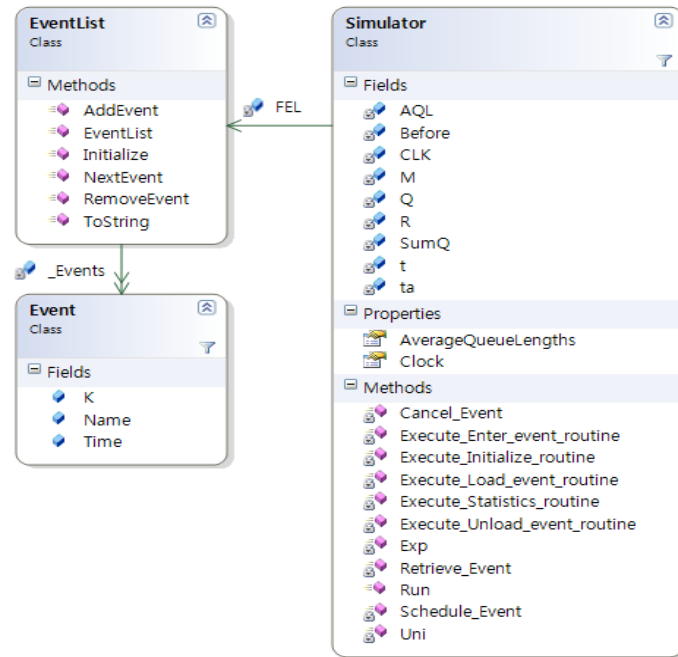 EventList
Class
Methods
AddEvent
EventList
Initialize
NextEvent
RemoveEvent
ToString
FEL
_Events
Event
Class
Fields
K
Name
Time
Simulator
Class
Fields
AQL
Before
CLK
M
Q
R
SumQ
t
ta
Properties
AverageQueueLengths
Clock
Methods
Cancel_Event
Execute_Enter_event_routine
Execute_Initialize_routine
Execute_Load_event_routine
Execute_Statistics_routine
Execute_Unload_event_routine
Exp
Retrieve_Event
Run
Schedule_Event
Uni